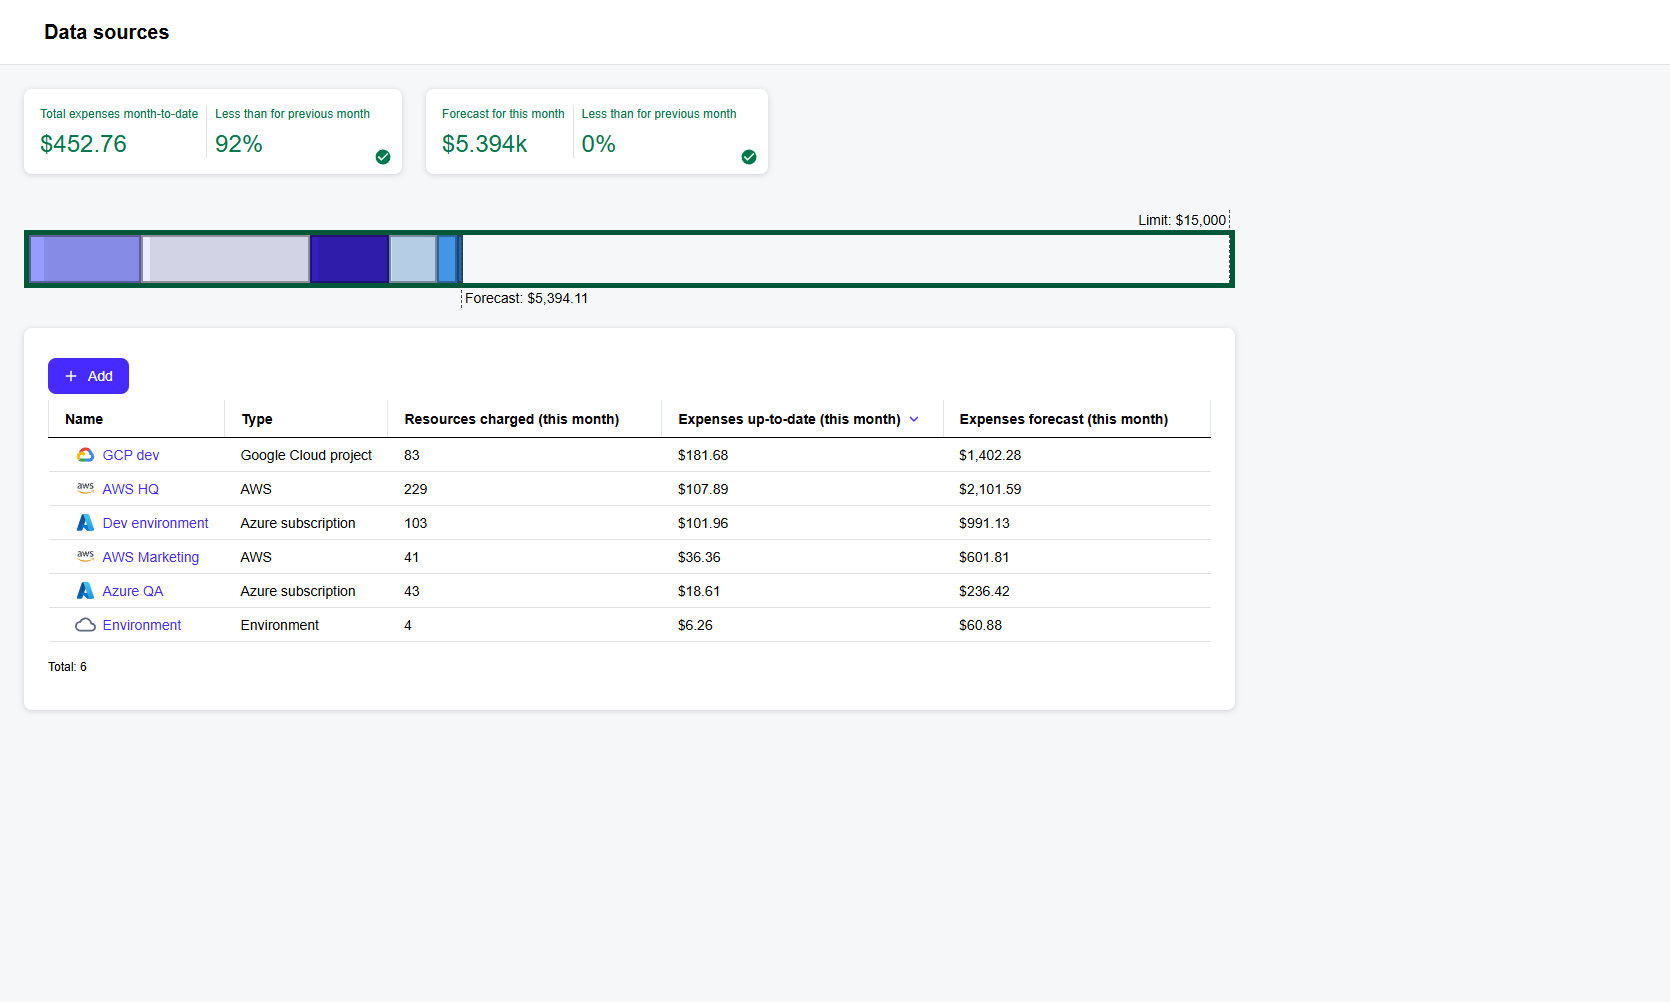 Data sources
Total expenses month-to-date
$452.76
Less than for previous month
92%
Forecast for this month
$5.394k
Less than for previous month
0%
Limit: $15,000
Forecast: $5,394.11
Add
Name Type Resources charged (this month) Expenses up-to-date (this month) Expenses forecast (this month)
GCP dev Google Cloud project 83 $181.68 $1,402.28
aws AWS HQ AWS 229 $107.89 $2,101.59
Dev environment Azure subscription 103 $101.96 $991.13
aws AWS Marketing AWS 41 $36.36 $601.81
Azure QA Azure subscription 43 $18.61 $236.42
Environment Environment 4 $6.26 $60.88
Total: 6